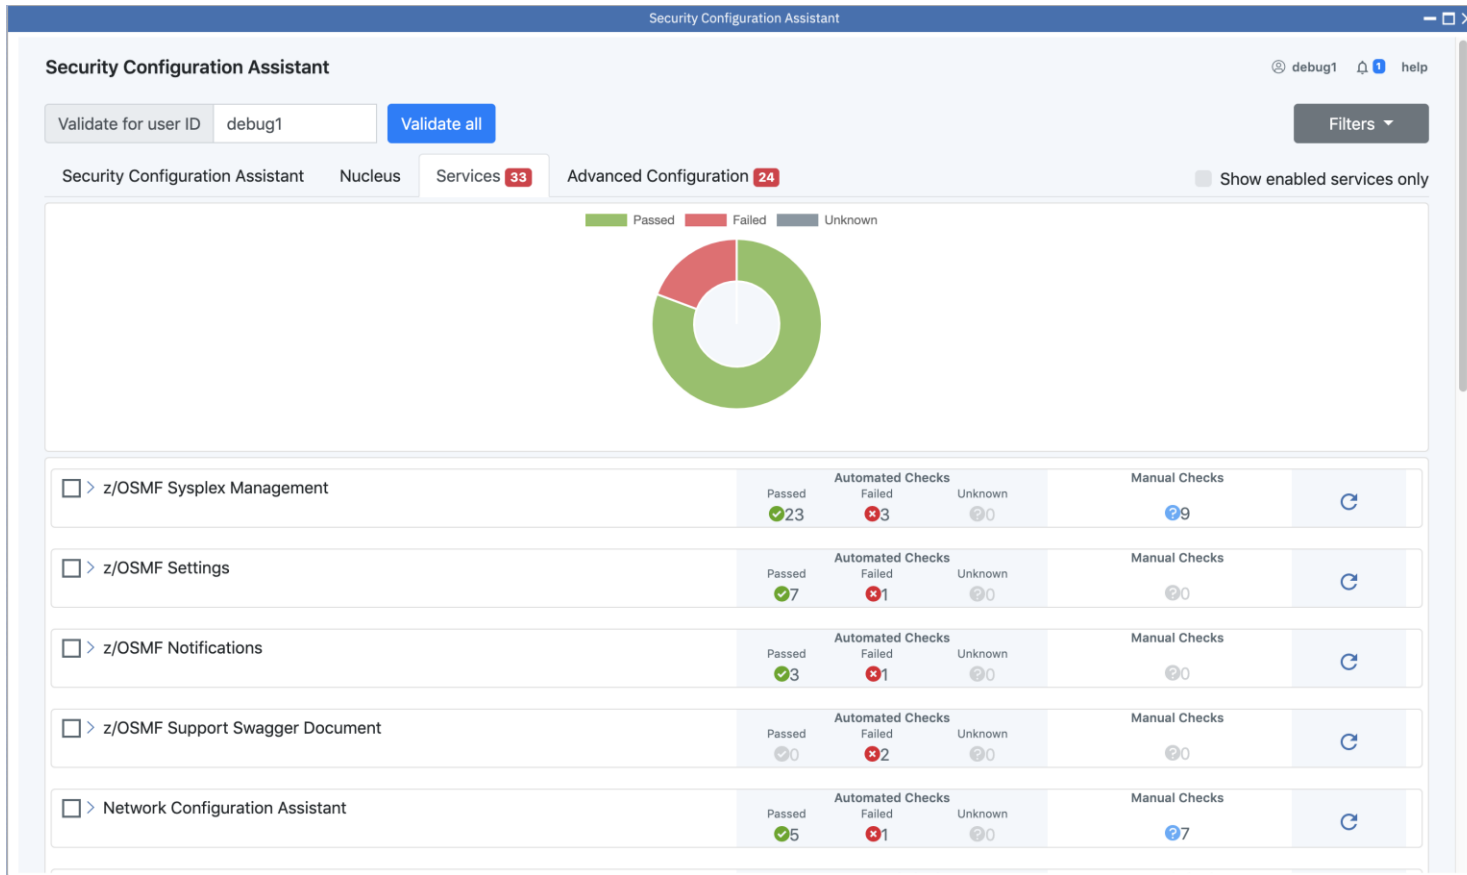 Security Configuration Assistant
Security Configuration Assistant
debug1 1 help
Validate for user ID debug1 Validate all Filters
Security Configuration Assistant Nucleus Services 33 Advanced Configuration 24
Show enabled services only
Passed Failed Unknown
z/OSMF Sysplex Management
Automated Checks Manual Checks
Passed Failed Unknown
23 3 0 9
z/OSMF Settings
Automated Checks Manual Checks
Passed Failed Unknown
7 1 0 0
z/OSMF Notifications
Automated Checks Manual Checks
Passed Failed Unknown
3 1 0 0
z/OSMF Support Swagger Document
Automated Checks Manual Checks
Passed Failed Unknown
0 2 0 0
Network Configuration Assistant
Automated Checks Manual Checks
Passed Failed Unknown
5 1 0 7